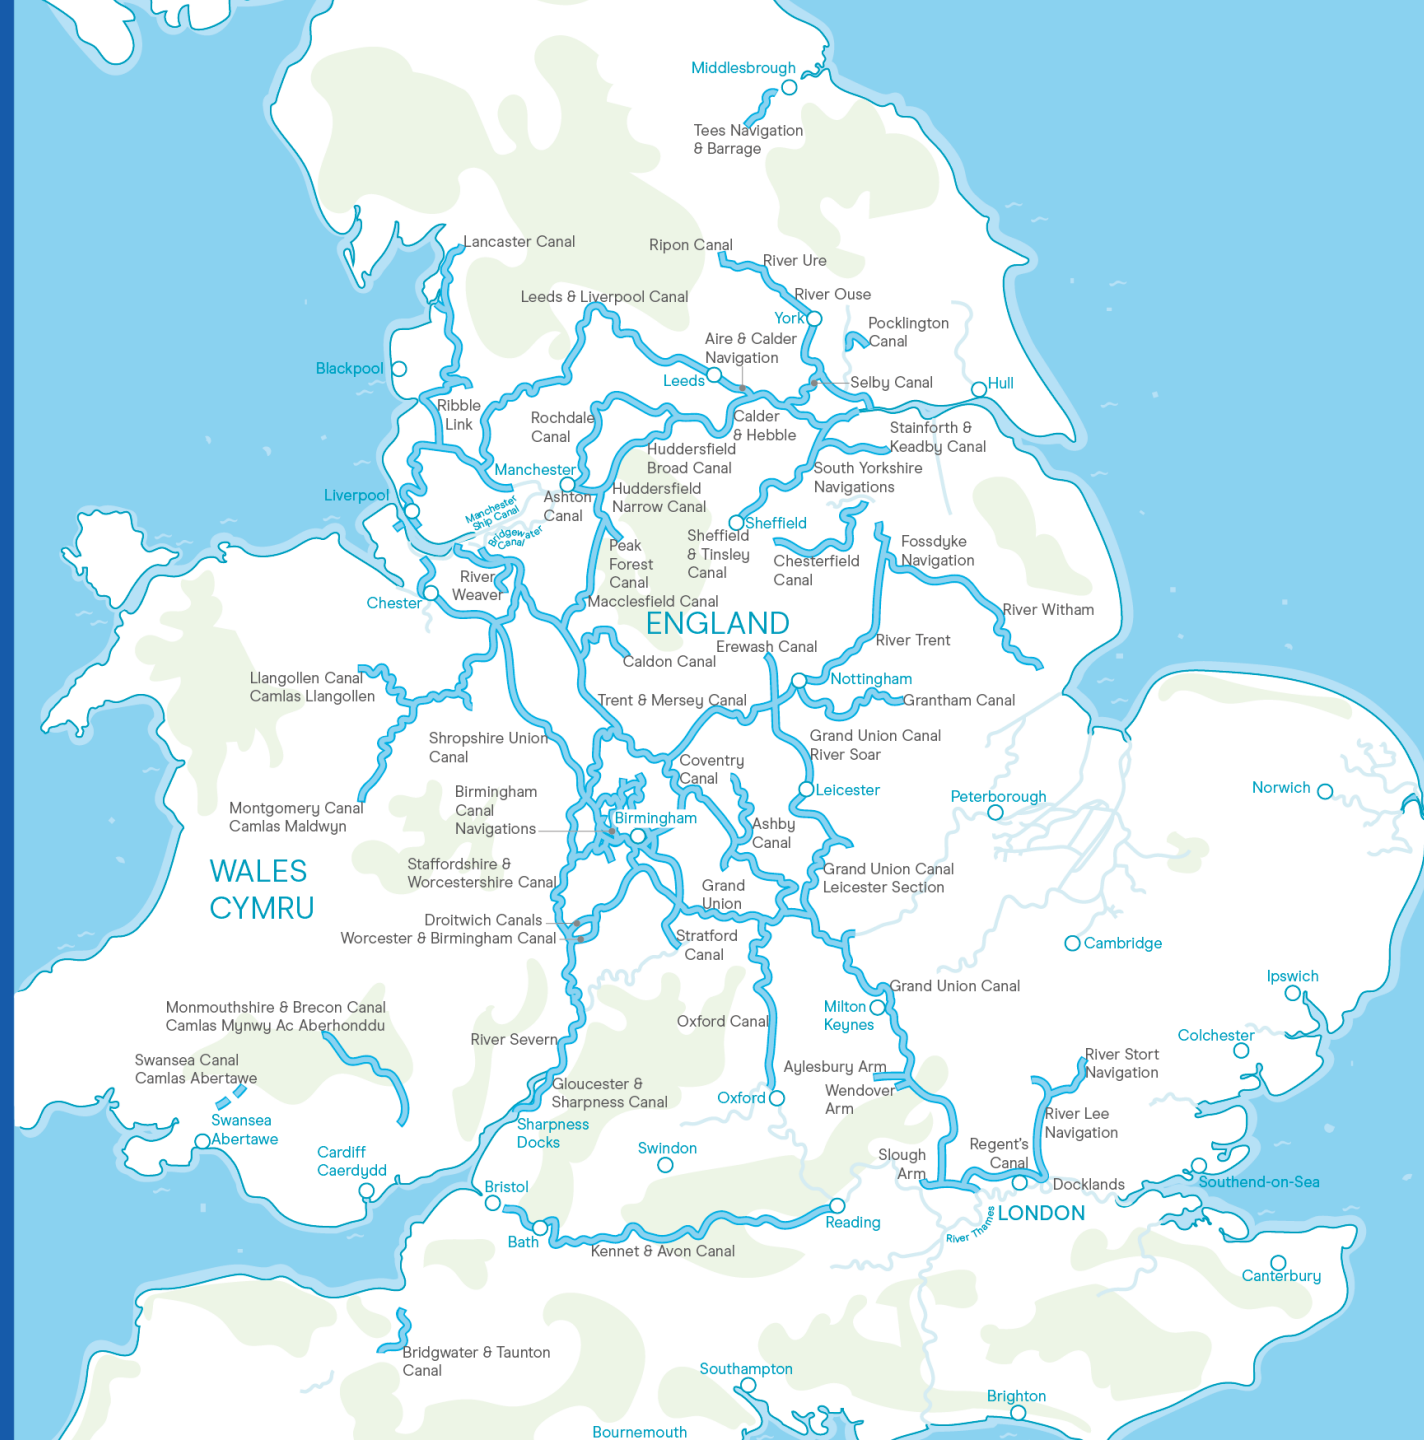 Middlesbrough
Tees Navigation
& Barrage
Lancaster Canal
Ripon Canal
River Ure
Leeds & Liverpool Canal
River Ouse
York
Pocklington
Canal
Aire & Calder
Navigation
Blackpool
Leeds
Selby Canal
Hull
Ribble
Link
Rochdale
Canal
Calder
& Hebble
Stainforth &
Keadby Canal
Huddersfield
Broad Canal
Manchester
South Yorkshire
Navigations
Liverpool
Manchester
Ship Canal
Ashton
Canal
Huddersfield
Narrow Canal
Sheffield
Bridgewater
Canal
Sheffield
& Tinsley
Canal
Peak
Forest
Canal
Chesterfield
Canal
Fossdyke
Navigation
River
Weaver
Chester
Macclesfield Canal
River Witham
ENGLAND
Erewash Canal
River Trent
Caldon Canal
Llangollen Canal
Camlas Llangollen
Nottingham
Trent & Mersey Canal
Grantham Canal
Shropshire Union
Canal
Grand Union Canal
River Soar
Coventry
Canal
Birmingham
Canal
Navigations
Leicester
Peterborough
Norwich
Montgomery Canal
Camlas Maldwyn
Birmingham
Ashby
Canal
WALES
CYMRU
Staffordshire &
Worcestershire Canal
Grand Union Canal
Leicester Section
Grand
Union
Droitwich Canals
Worcester & Birmingham Canal
Stratford
Canal
Cambridge
Ipswich
Grand Union Canal
Monmouthshire & Brecon Canal
Camlas Mynwy Ac Aberhonddu
Milton
Keynes
Oxford Canal
River Severn
Colchester
Swansea Canal
Camlas Abertawe
Aylesbury Arm
River Stort
Navigation
Gloucester &
Sharpness Canal
Wendover
Arm
Oxford
Swansea
Abertawe
Sharpness
Docks
River Lee
Navigation
Cardiff
Caerdydd
Swindon
Slough
Arm
Regent's
Canal
Docklands
Southend-on-Sea
Bristol
LONDON
River Thames
Reading
Bath
Kennet & Avon Canal
Canterbury
Bridgwater & Taunton
Canal
Southampton
Brighton
Bournemouth